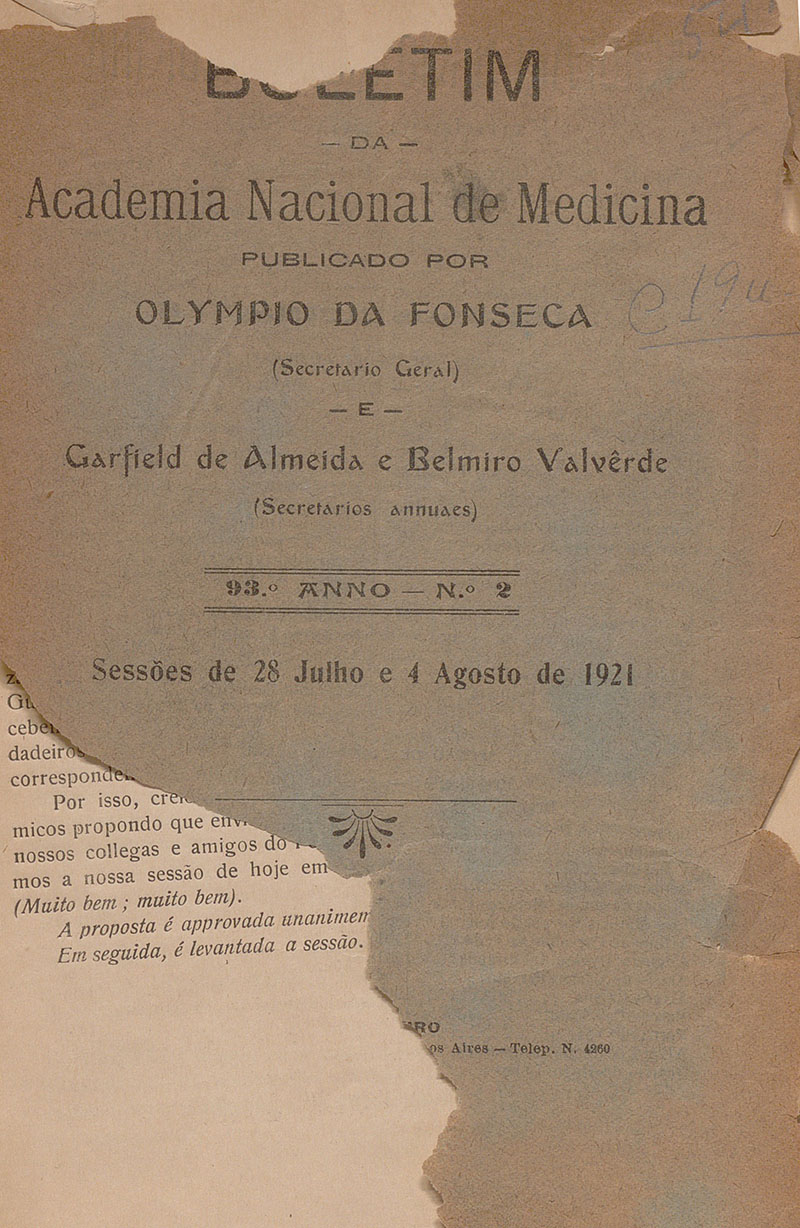 BOLETIM
— DA —
Academia Nacional de Medicina
PUBLICADO POR
OLYMPIO DA FONSECA
(Secretario Geral)
— E —
Garfield de Almeida e Belmiro Valvêrde
(Secretarios annuaes)
93.º ANNO — N.º 2
Sessões de 28 Julho e 4 Agosto de 1921
dadeiros
Por isso,
micos propondo que
nossos collegas e amigos do
mos a nossa sessão de hoje em
(Muito bem ; muito bem).
A proposta é approvada
Em seguida, é levantada a sessão.
Aires — Telep. N. 4260